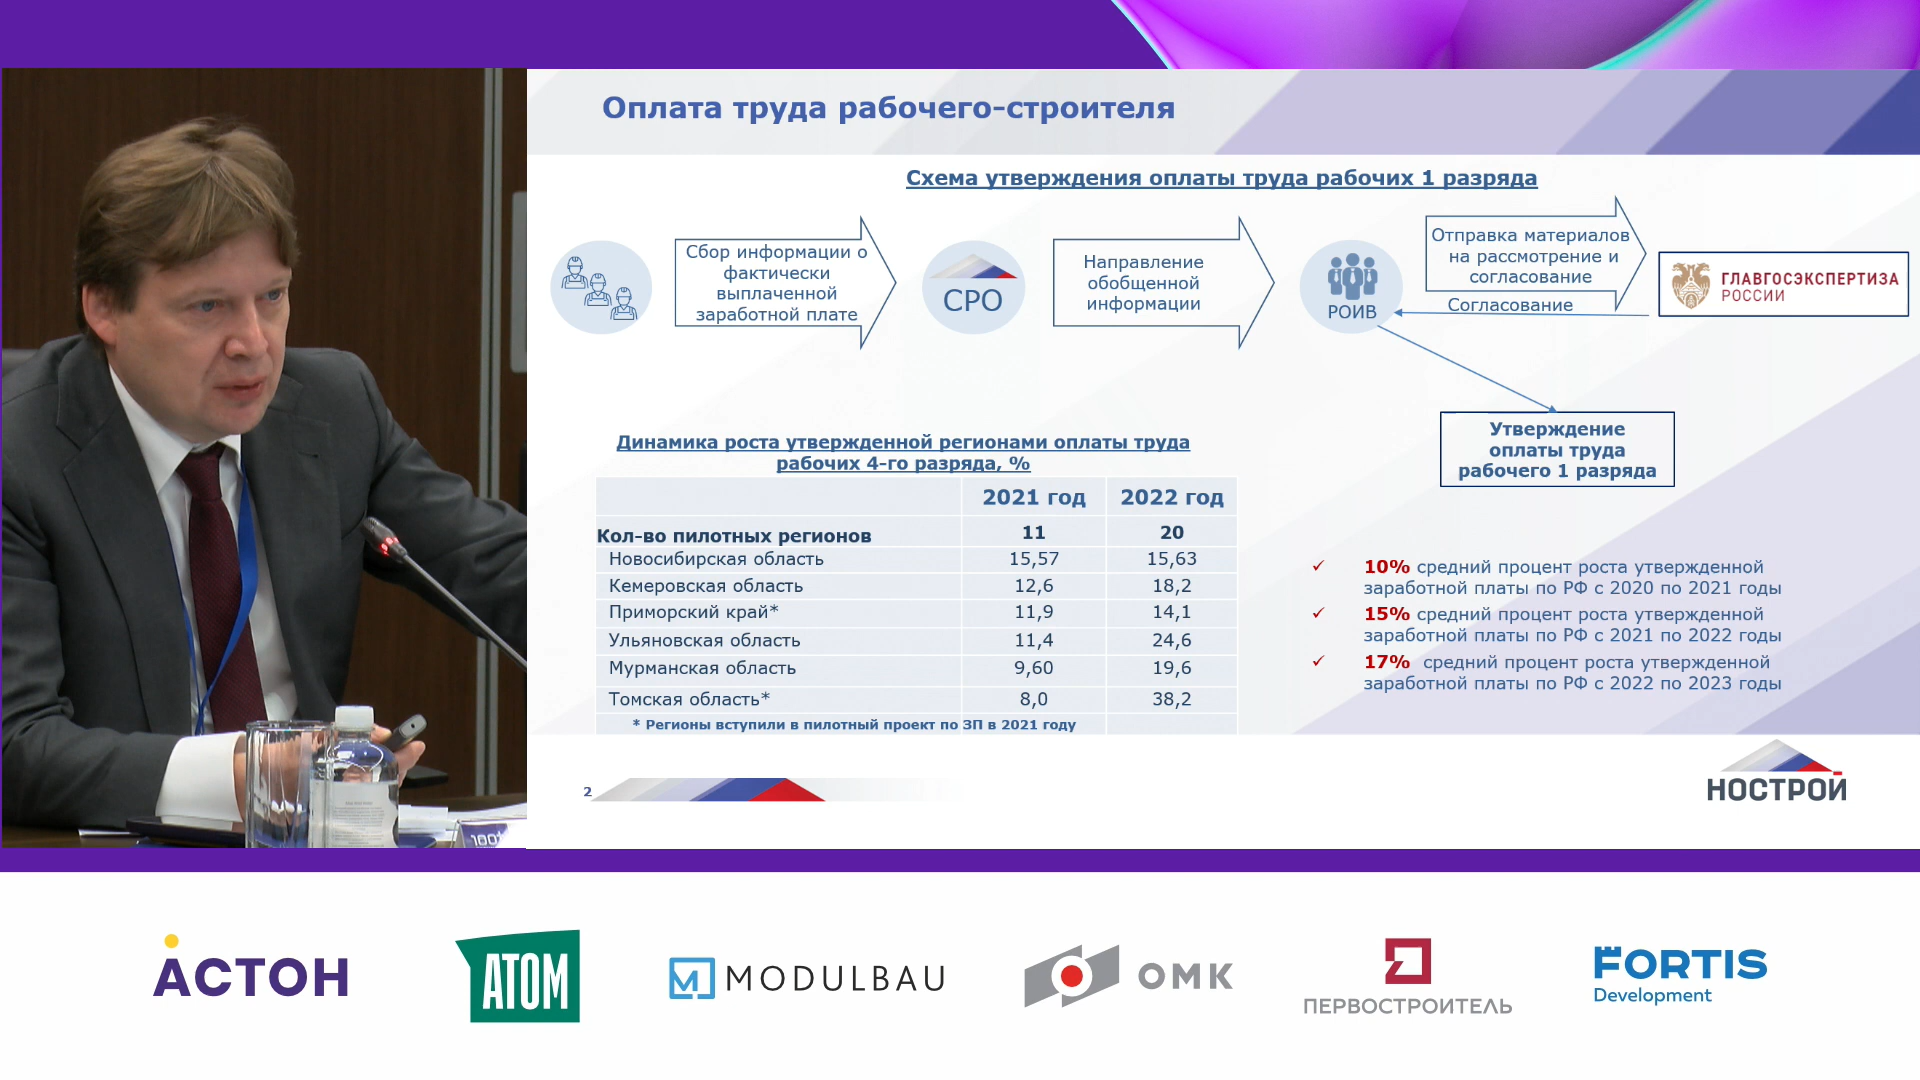 Оплата труда рабочего-строителя
Схема утверждения оплаты труда рабочих 1 разряда
Сбор информации о
фактически
выплаченной
заработной плате
СРО
Направление
обобщенной
информации
РОИВ
Отправка материалов
на рассмотрение и
согласование
Согласование
ГЛАВГОСЭКСПЕРТИЗА
РОССИИ
Утверждение
оплаты труда
рабочего 1 разряда
Динамика роста утвержденной регионами оплаты труда
рабочих 4-го разряда, %
2021 год 2022 год
Кол-во пилотных регионов 11 20
Новосибирская область 15,57 15,63
Кемеровская область 12,6 18,2
Приморский край* 11,9 14,1
Ульяновская область 11,4 24,6
Мурманская область 9,60 19,6
Томская область* 8,0 38,2
* Регионы вступили в пилотный проект по ЗП в 2021 году
10% средний процент роста утвержденной
заработной платы по РФ с 2020 по 2021 годы
15% средний процент роста утвержденной
заработной платы по РФ с 2021 по 2022 годы
17% средний процент роста утвержденной
заработной платы по РФ с 2022 по 2023 годы
2
НОСТРОЙ
100+
АСТОН
АТОМ
MODULBAU
ОМК
ПЕРВОСТРОИТЕЛЬ
FORTIS
Development